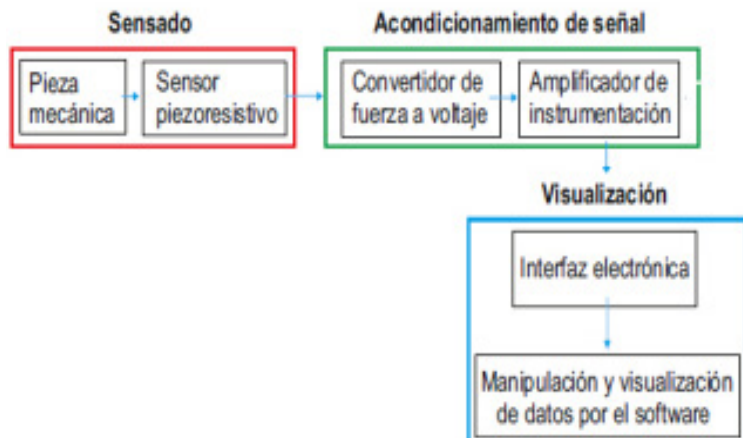 Sensado
Pieza
mecánica
Sensor
piezoresistivo
Acondicionamiento de señal
Convertidor de
fuerza a voltaje
Amplificador de
instrumentación
Visualización
Interfaz electrónica
Manipulación y visualización
de datos por el software